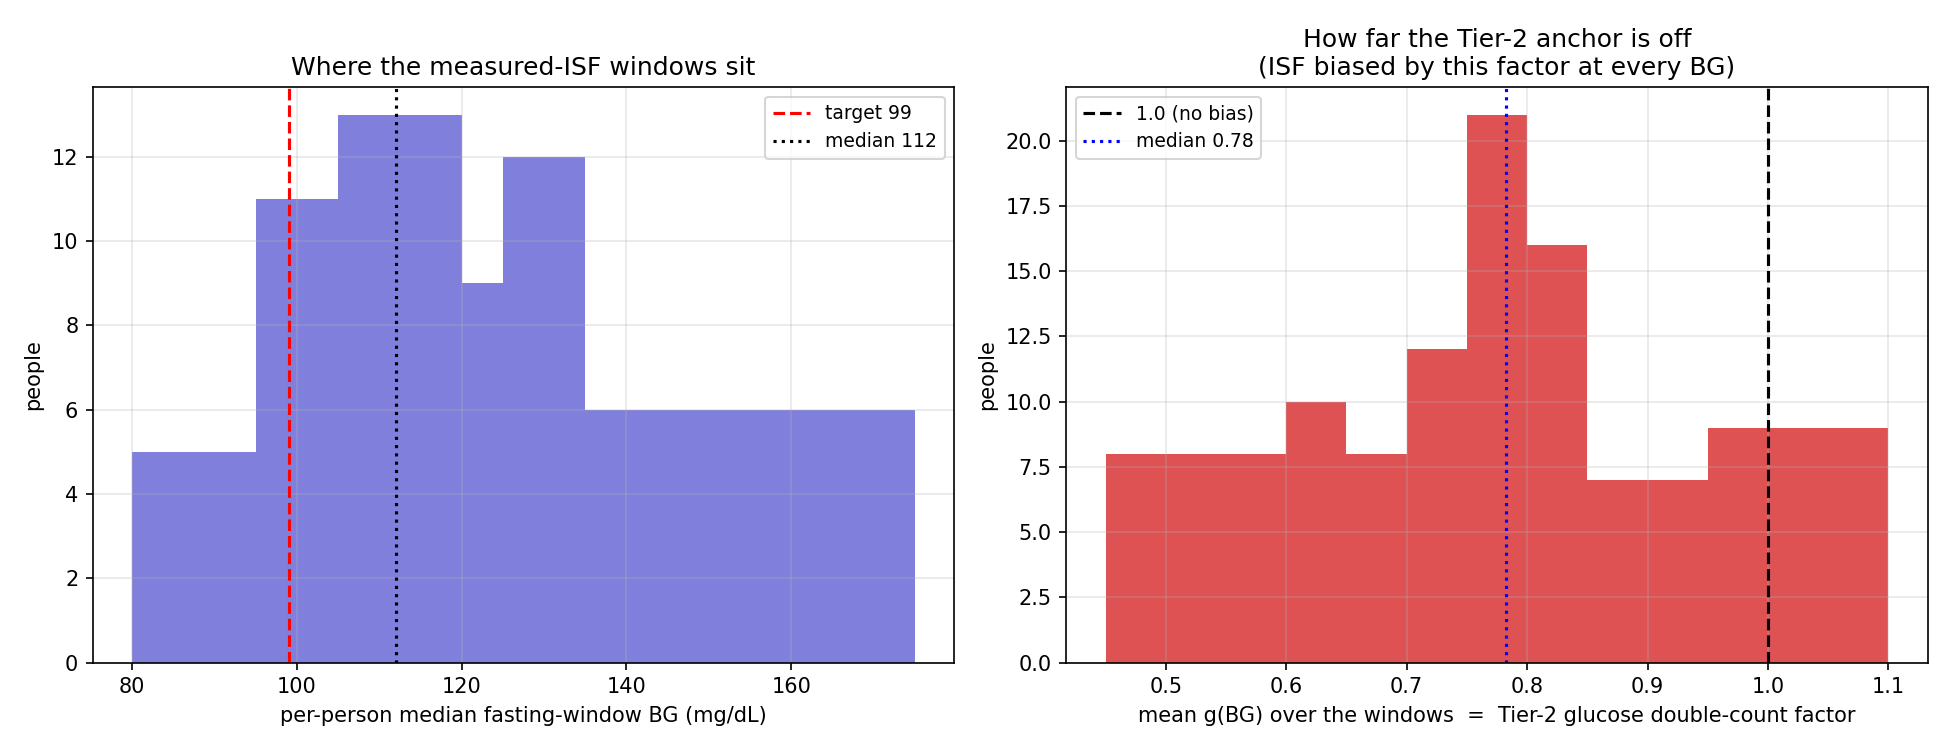 Where the measured-ISF windows sit
target 99
median 112
12
10
8
6
4
2
0
people
80
100
120
140
160
per-person median fasting-window BG (mg/dL)
How far the Tier-2 anchor is off
(ISF biased by this factor at every BG)
1.0 (no bias)
median 0.78
20.0
17.5
15.0
12.5
10.0
7.5
5.0
2.5
0.0
people
0.5
0.6
0.7
0.8
0.9
1.0
1.1
mean g(BG) over the windows = Tier-2 glucose double-count factor